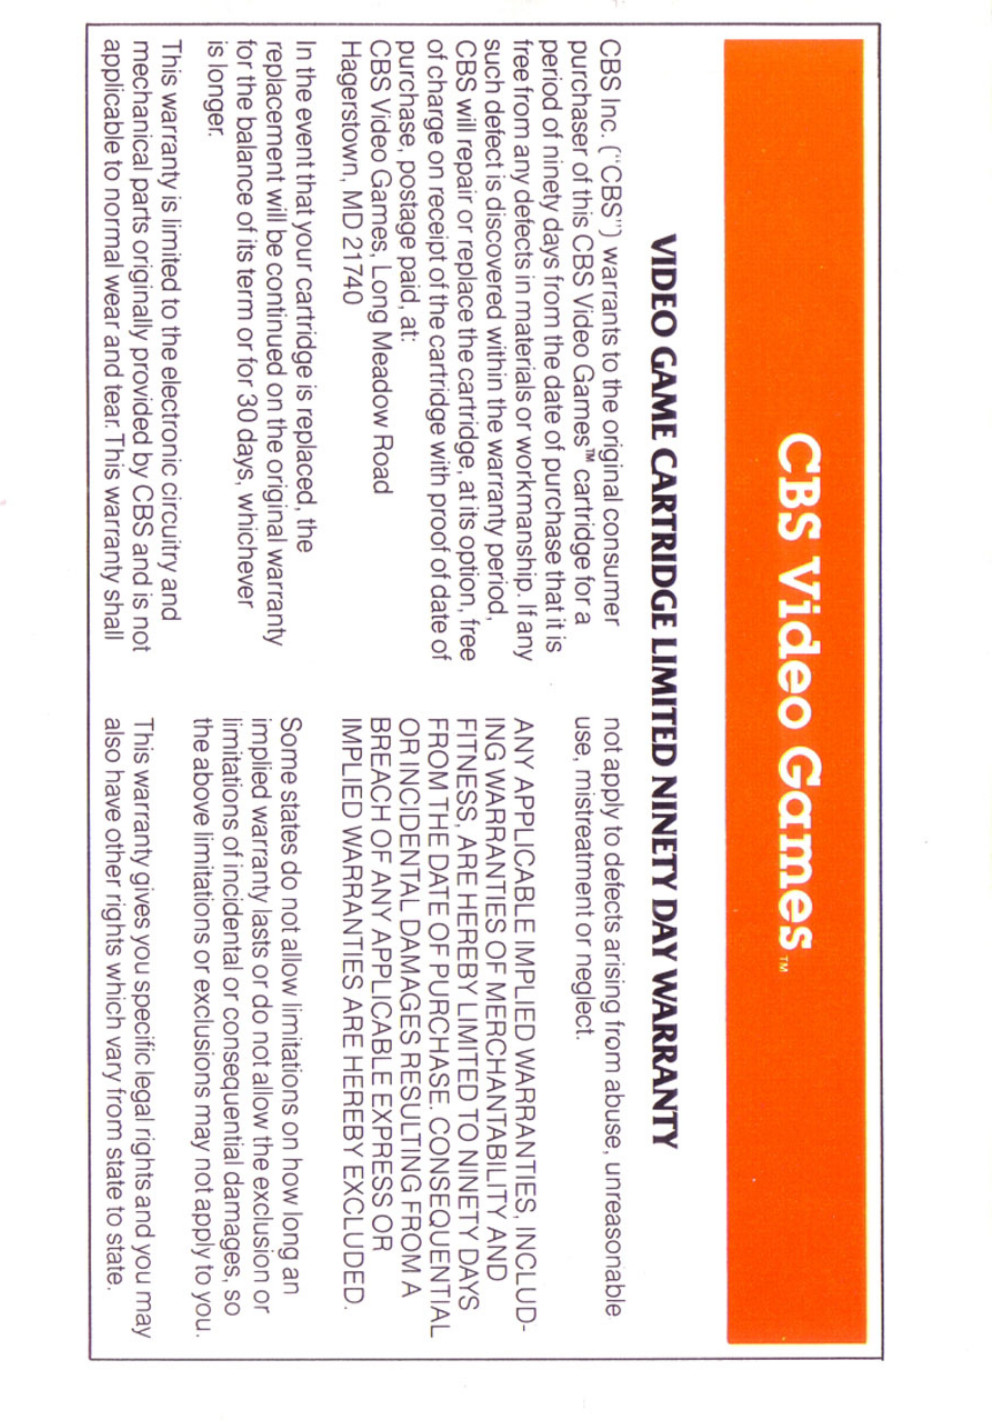 CBS Video Games™
VIDEO GAME CARTRIDGE LIMITED NINETY DAY WARRANTY
CBS Inc. ("CBS") warrants to the original consumer
purchaser of this CBS Video Games™ cartridge for a
period of ninety days from the date of purchase that it is
free from any defects in materials or workmanship. If any
such defect is discovered within the warranty period,
CBS will repair or replace the cartridge, at its option, free
of charge on receipt of the cartridge with proof of date of
purchase, postage paid, at:
CBS Video Games, Long Meadow Road
Hagerstown, MD 21740
In the event that your cartridge is replaced, the
replacement will be continued on the original warranty
for the balance of its term or for 30 days, whichever
is longer.
This warranty is limited to the electronic circuitry and
mechanical parts originally provided by CBS and is not
applicable to normal wear and tear. This warranty shall
not apply to defects arising from abuse, unreasonable
use, mistreatment or neglect.
ANY APPLICABLE IMPLIED WARRANTIES, INCLUD-
ING WARRANTIES OF MERCHANTABILITY AND
FITNESS, ARE HEREBY LIMITED TO NINETY DAYS
FROM THE DATE OF PURCHASE. CONSEQUENTIAL
OR INCIDENTAL DAMAGES RESULTING FROM A
BREACH OF ANY APPLICABLE EXPRESS OR
IMPLIED WARRANTIES ARE HEREBY EXCLUDED.
Some states do not allow limitations on how long an
implied warranty lasts or do not allow the exclusion or
limitations of incidental or consequential damages, so
the above limitations or exclusions may not apply to you.
This warranty gives you specific legal rights and you may
also have other rights which vary from state to state.